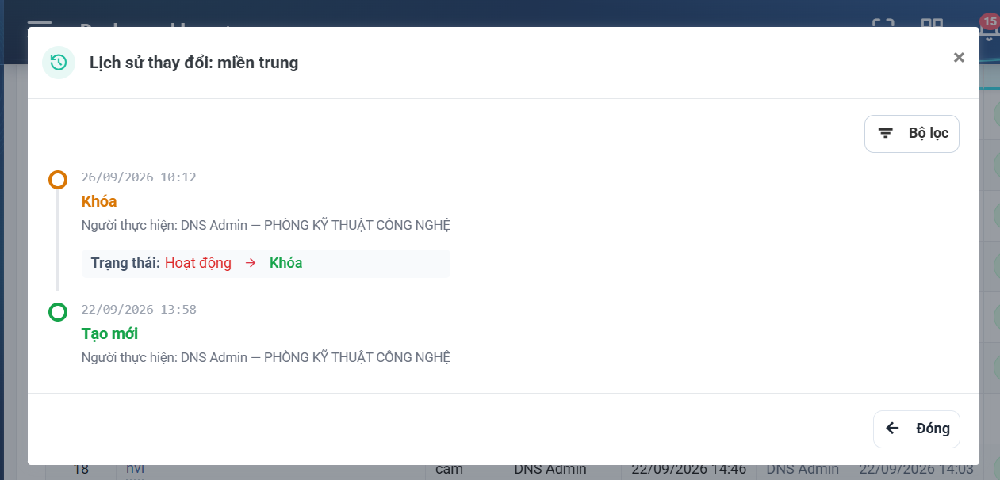 15
Lịch sử thay đổi: miền trung
×
Bộ lọc
26/09/2026 10:12
Khóa
Người thực hiện: DNS Admin — PHÒNG KỸ THUẬT CÔNG NGHỆ
Trạng thái: Hoạt động → Khóa
22/09/2026 13:58
Tạo mới
Người thực hiện: DNS Admin — PHÒNG KỸ THUẬT CÔNG NGHỆ
← Đóng
18 hvi cam DNS Admin 22/09/2026 14:46 DNS Admin 22/09/2026 14:03